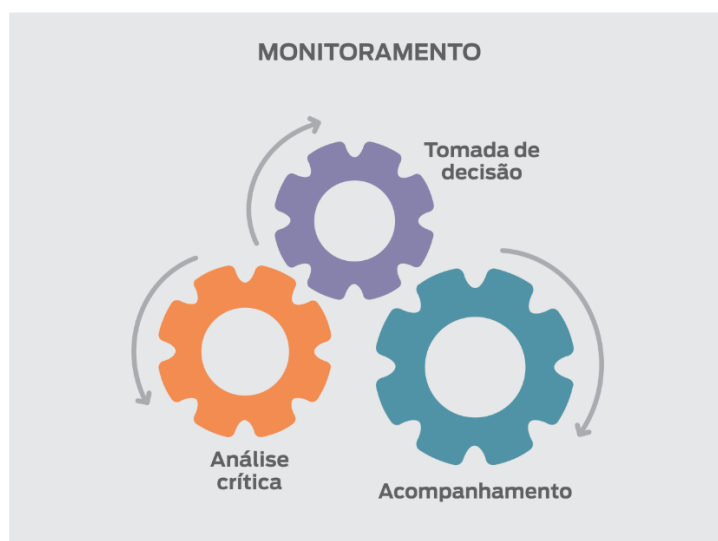 MONITORAMENTO
Tomada de
decisão
Análise
crítica
Acompanhamento